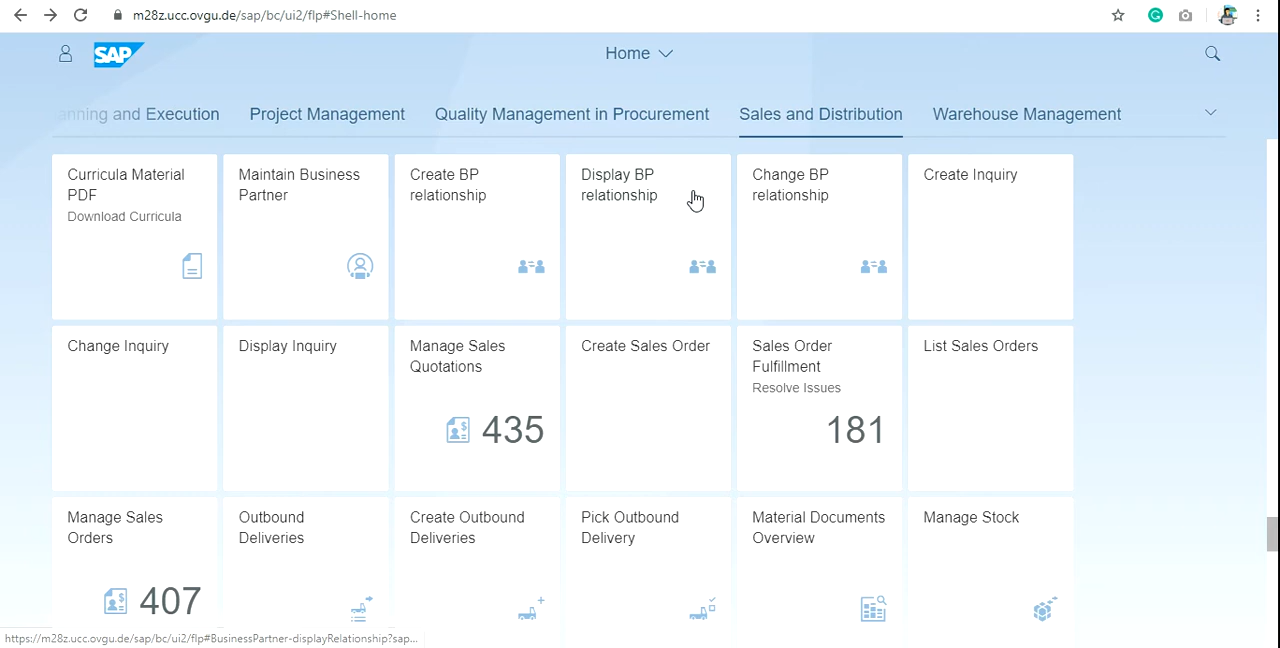 m28z.ucc.ovgu.de/sap/bc/ui2/flp#Shell-home
SAP
Home
anning and Execution
Project Management
Quality Management in Procurement
Sales and Distribution
Warehouse Management
Curricula Material
PDF
Download Curricula
Maintain Business
Partner
Create BP
relationship
Display BP
relationship
Change BP
relationship
Create Inquiry
Change Inquiry
Display Inquiry
Manage Sales
Quotations
435
Create Sales Order
Sales Order
Fulfillment
Resolve Issues
181
List Sales Orders
Manage Sales
Orders
407
Outbound
Deliveries
Create Outbound
Deliveries
Pick Outbound
Delivery
Material Documents
Overview
Manage Stock
https://m28z.ucc.ovgu.de/sap/bc/ui2/flp#BusinessPartner-displayRelationship?sap...